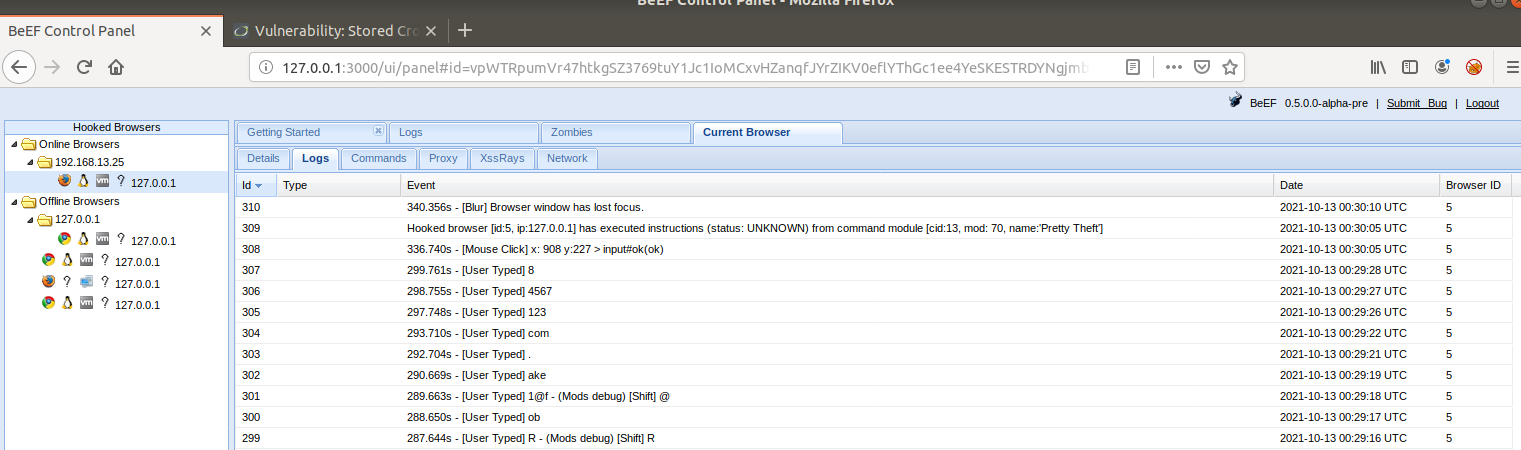 BeEF Control Panel - Mozilla Firefox
BeEF Control Panel Vulnerability: Stored Cro
127.0.0.1:3000/ui/panel#id=vpWTRpumVr47htkgSZ3769tuY1Jc1IoMCxvHZanqfJYrZIKV0eflYThGc1ee4YeSKESTRDYNgjmb
BeEF 0.5.0.0-alpha-pre | Submit Bug | Logout
Hooked Browsers
Online Browsers
192.168.13.25
? 127.0.0.1
Offline Browsers
127.0.0.1
? 127.0.0.1
? 127.0.0.1
? ? 127.0.0.1
? 127.0.0.1
Getting Started Logs Zombies Current Browser
Details Logs Commands Proxy XssRays Network
Id Type Event Date Browser ID
310 340.356s - [Blur] Browser window has lost focus. 2021-10-13 00:30:10 UTC 5
309 Hooked browser [id:5, ip:127.0.0.1] has executed instructions (status: UNKNOWN) from command module [cid:13, mod: 70, name:'Pretty Theft'] 2021-10-13 00:30:05 UTC 5
308 336.740s - [Mouse Click] x: 908 y:227 > input#ok(ok) 2021-10-13 00:30:05 UTC 5
307 299.761s - [User Typed] 8 2021-10-13 00:29:28 UTC 5
306 298.755s - [User Typed] 4567 2021-10-13 00:29:27 UTC 5
305 297.748s - [User Typed] 123 2021-10-13 00:29:26 UTC 5
304 293.710s - [User Typed] com 2021-10-13 00:29:22 UTC 5
303 292.704s - [User Typed] . 2021-10-13 00:29:21 UTC 5
302 290.669s - [User Typed] ake 2021-10-13 00:29:19 UTC 5
301 289.663s - [User Typed] 1@f - (Mods debug) [Shift] @ 2021-10-13 00:29:18 UTC 5
300 288.650s - [User Typed] ob 2021-10-13 00:29:17 UTC 5
299 287.644s - [User Typed] R - (Mods debug) [Shift] R 2021-10-13 00:29:16 UTC 5